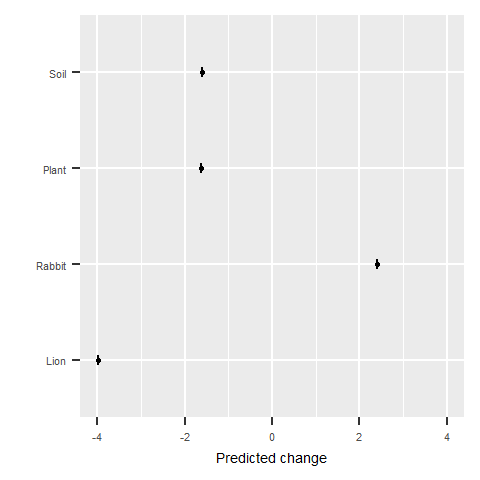 Soil
Plant
Rabbit
Lion
-4 -2 0 2 4
Predicted change